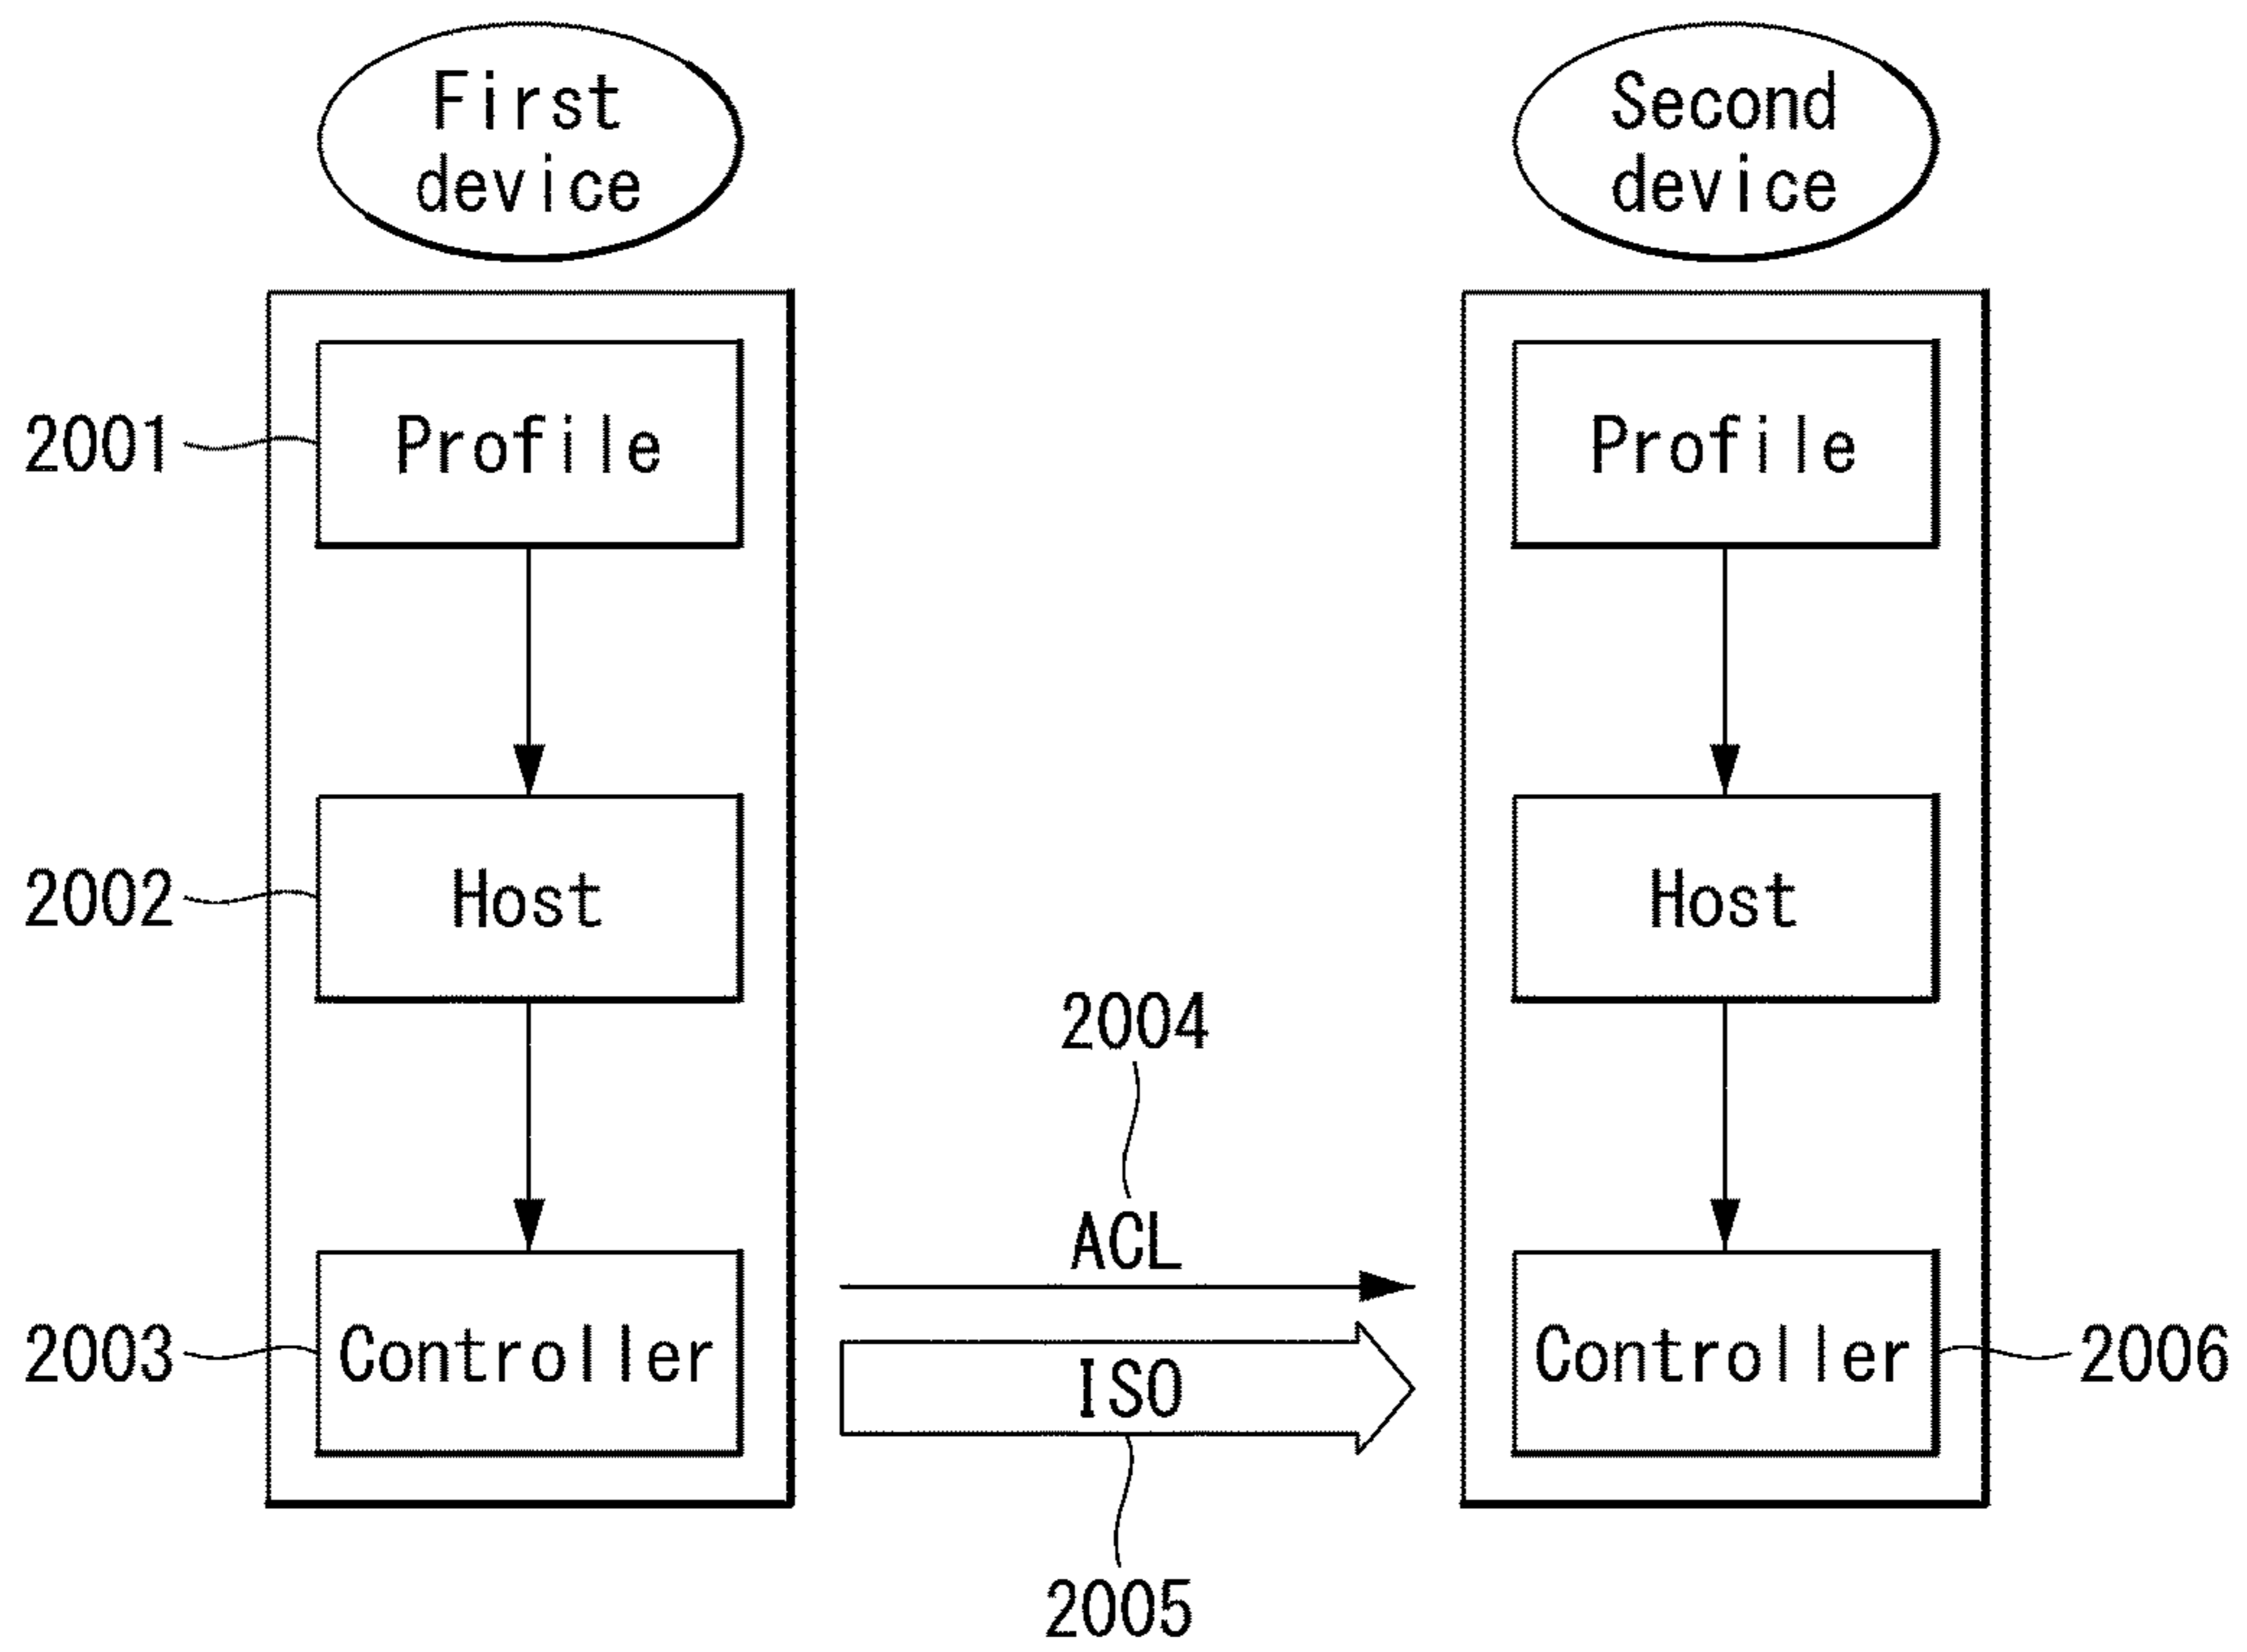 First
device
Second
device
2001
Profile
Profile
2002
Host
Host
2004
ACL
2003
Controller
ISO
Controller
2006
2005